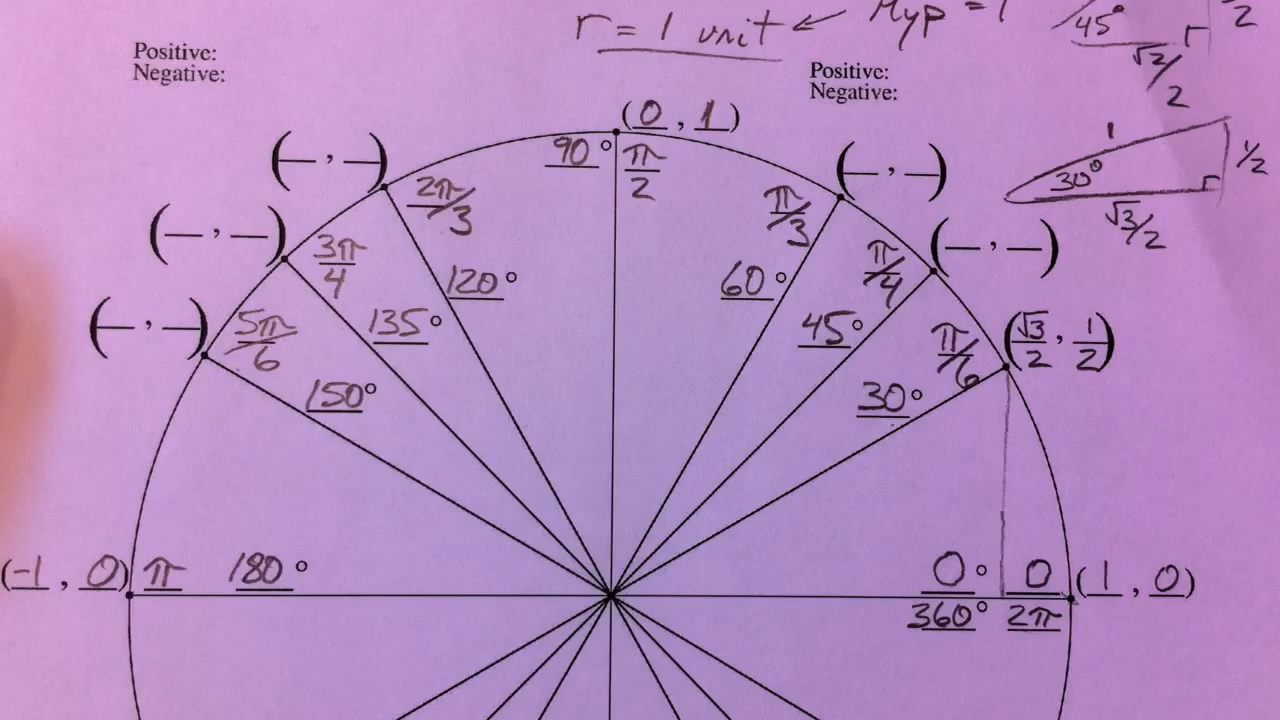 r = 1 unit ← Hyp = 1
45°
√2/2
2
Positive:
Negative:
Positive:
Negative:
(0, 1)
90° π/2
1
30°
1/2
√3/2
( , )
2π/3
120°
( , )
3π/4
135°
( , )
5π/6
150°
( , )
π/3
60°
( , )
π/4
45°
(√3/2, 1/2)
π/6
30°
(-1, 0) π 180°
0° 0 (1, 0)
360° 2π